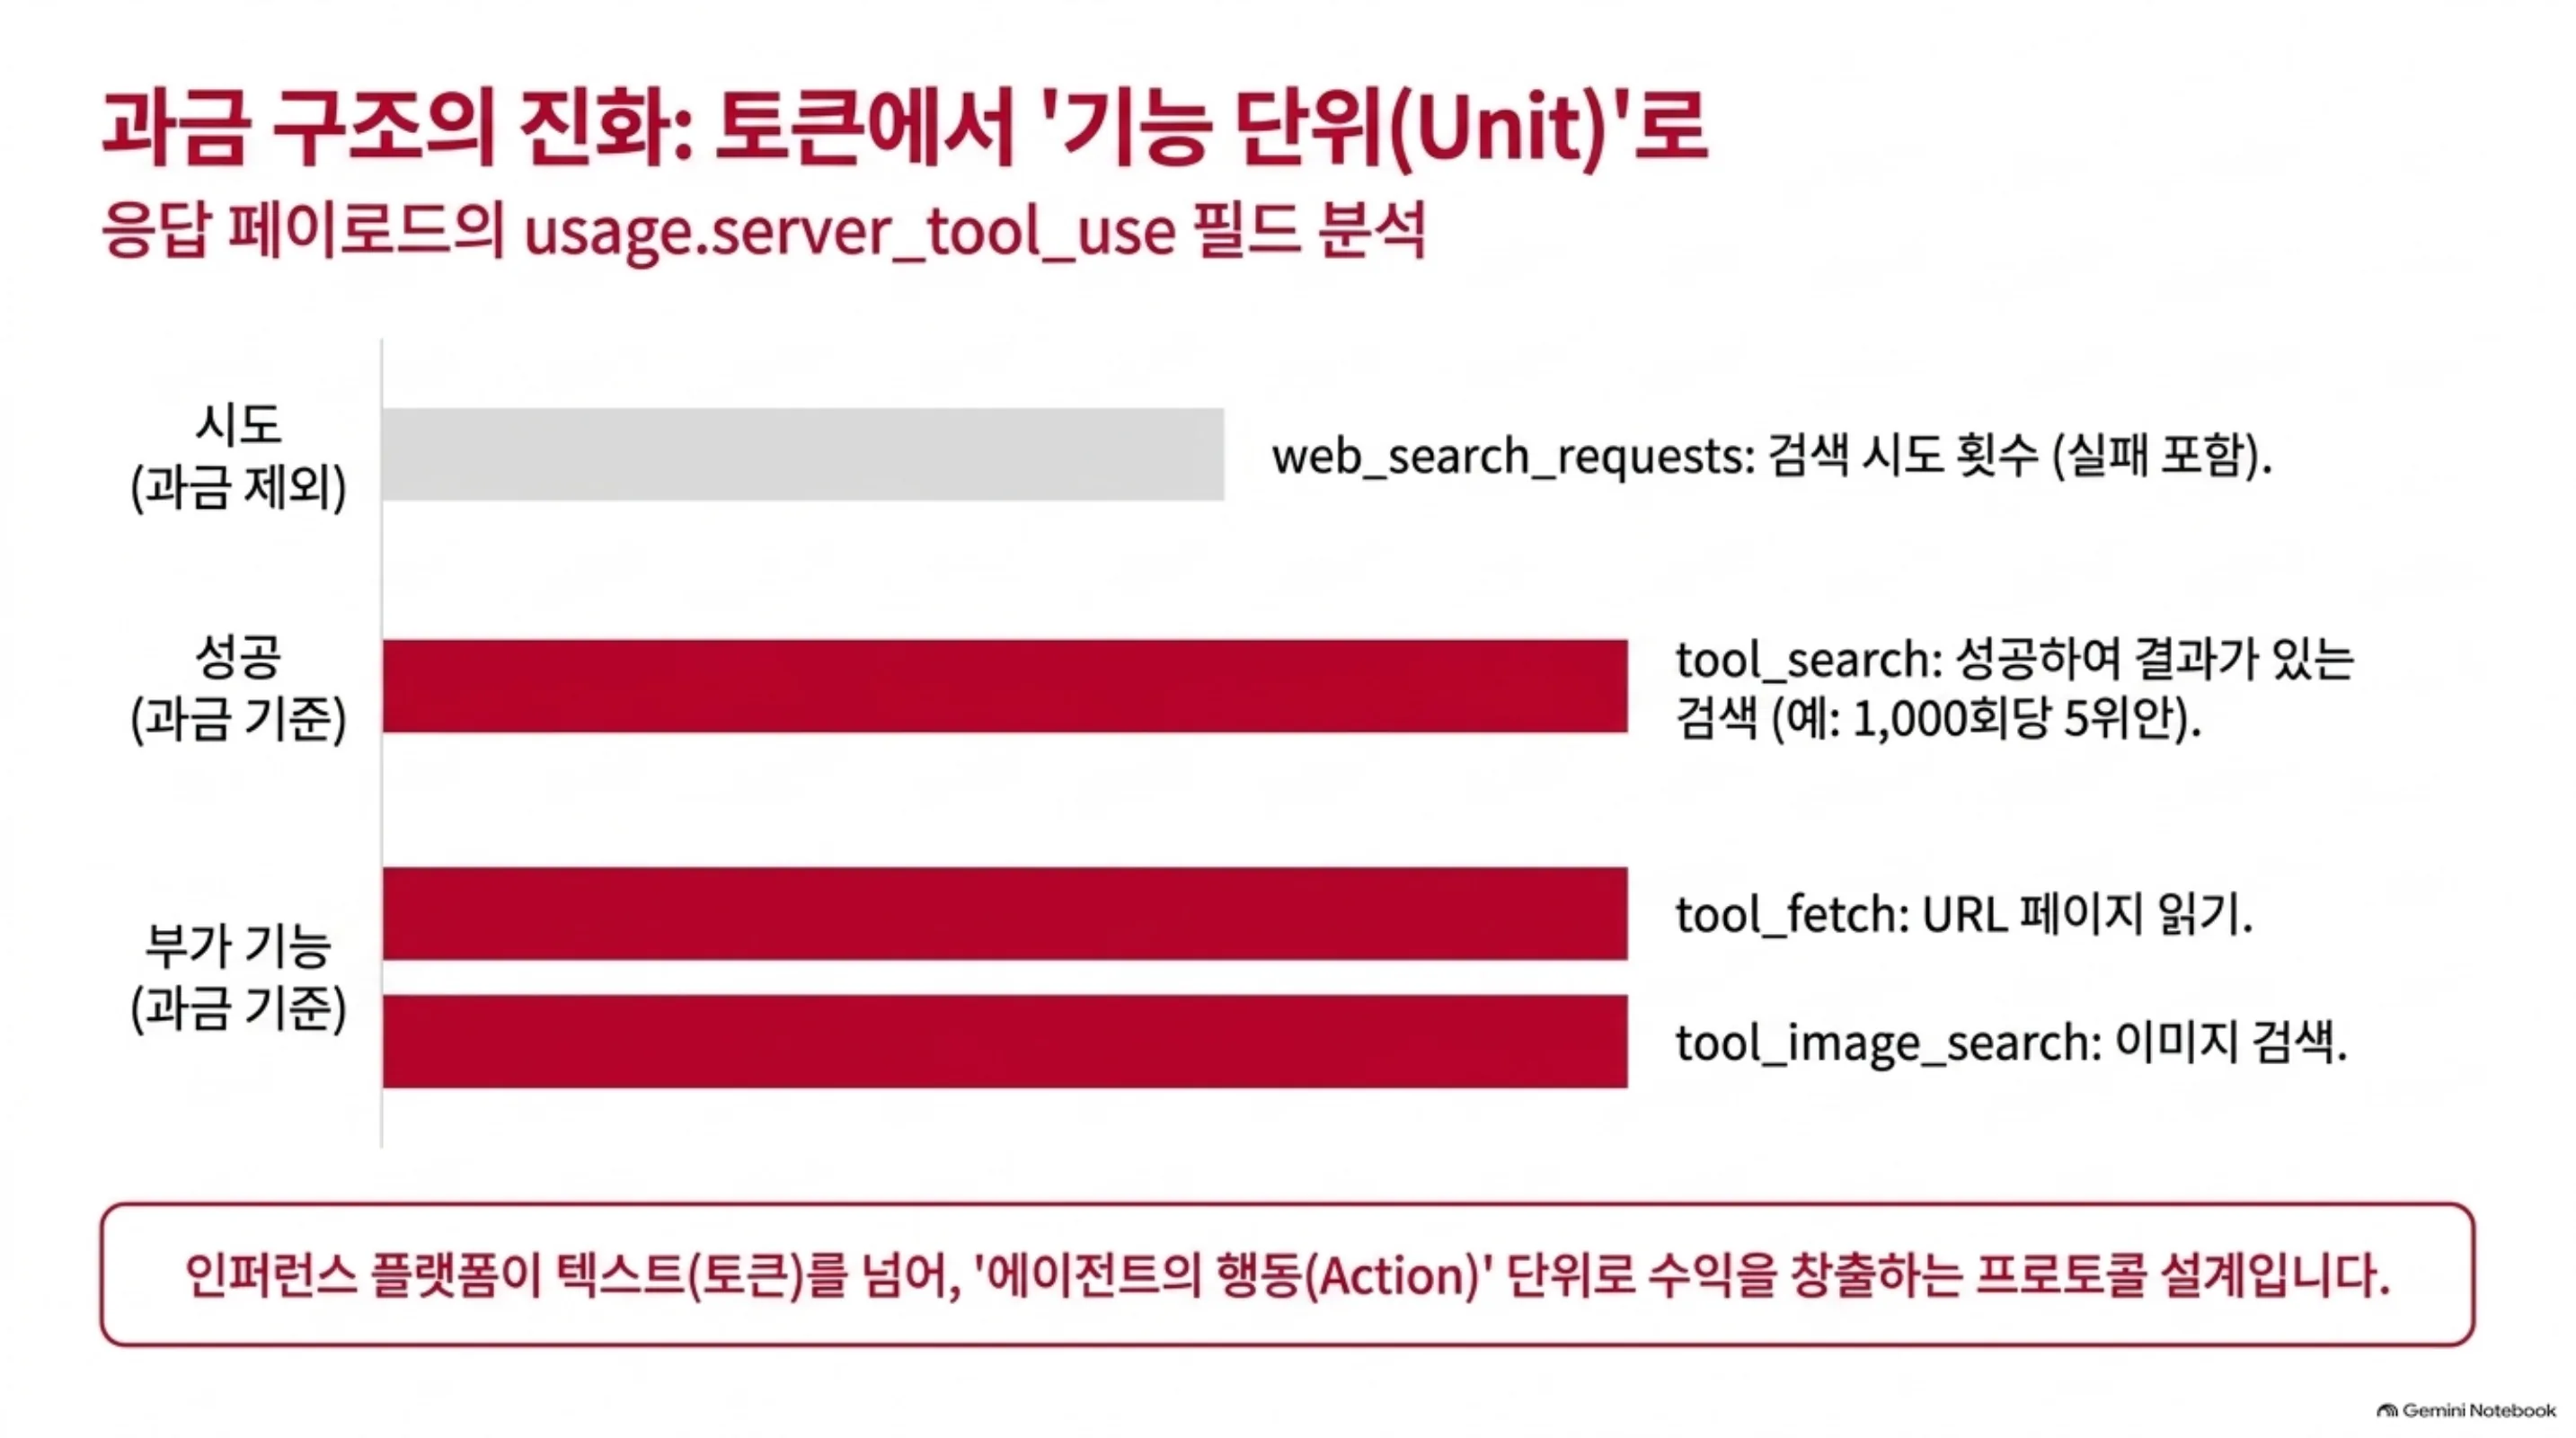 과금 구조의 진화: 토큰에서 '기능 단위(Unit)'로
응답 페이로드의 usage.server_tool_use 필드 분석
시도
(과금 제외)
web_search_requests: 검색 시도 횟수 (실패 포함).
성공
(과금 기준)
tool_search: 성공하여 결과가 있는
검색 (예: 1,000회당 5위안).
부가 기능
(과금 기준)
tool_fetch: URL 페이지 읽기.
tool_image_search: 이미지 검색.
인퍼런스 플랫폼이 텍스트(토큰)를 넘어, '에이전트의 행동(Action)' 단위로 수익을 창출하는 프로토콜 설계입니다.
Gemini Notebook